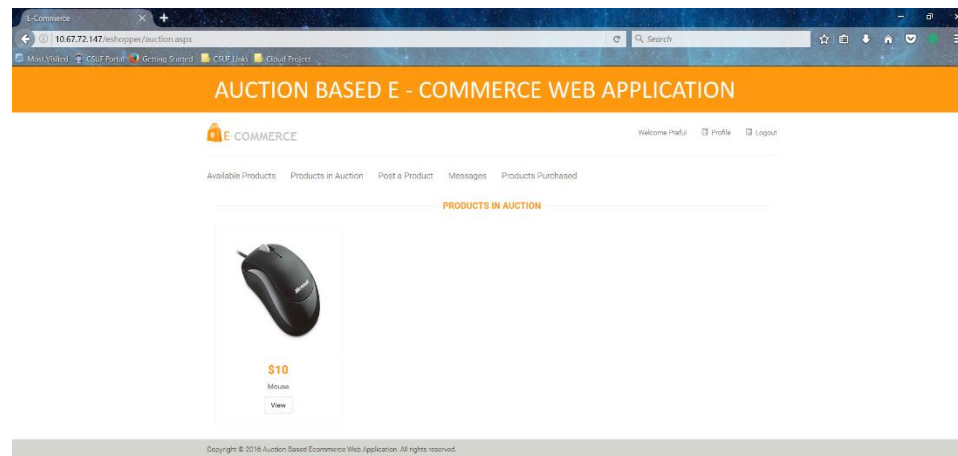 E-Commerce
10.67.72.147/eshopper/auction.aspx
Search
Most Visited CSUF Portal Getting Started CSUF Links Cloud Project
AUCTION BASED E - COMMERCE WEB APPLICATION
E-COMMERCE
Welcome Praful Profile Logout
Available Products Products in Auction Post a Product Messages Products Purchased
PRODUCTS IN AUCTION
Microsoft
$10
Mouse
View
Copyright © 2016 Auction Based Ecommerce Web Application. All rights reserved.